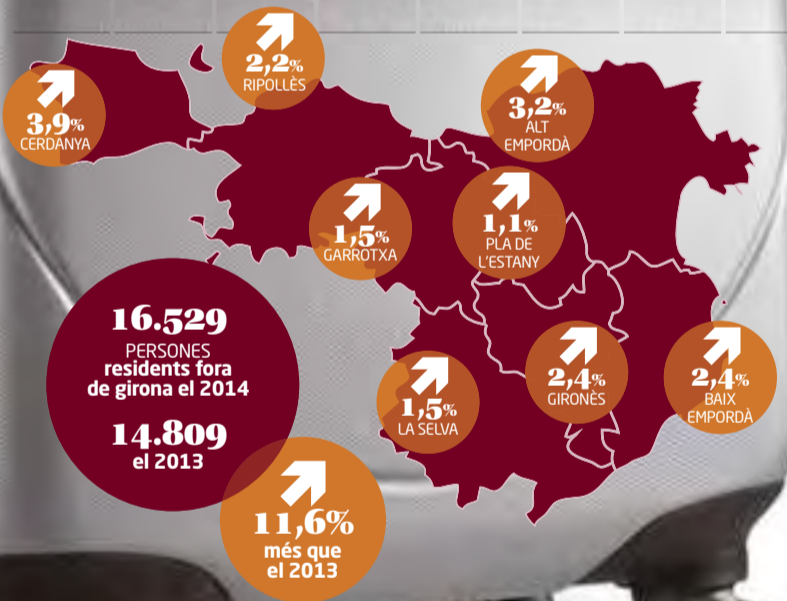 2,2%
RIPOLLÈS
3,9%
CERDANYA
3,2%
ALT
EMPORDÀ
1,5%
GARROTXA
1,1%
PLA DE
L'ESTANY
16.529
PERSONES
residents fora
de girona el 2014
14.809
el 2013
11,6%
més que
el 2013
1,5%
LA SELVA
2,4%
GIRONÈS
2,4%
BAIX
EMPORDÀ